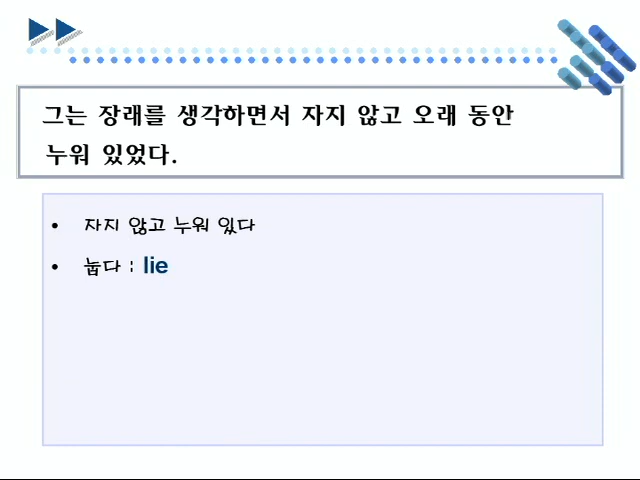 그는 장래를 생각하면서 자지 않고 오래 동안
누워 있었다.
• 자지 않고 누워 있다
• 눕다 : lie